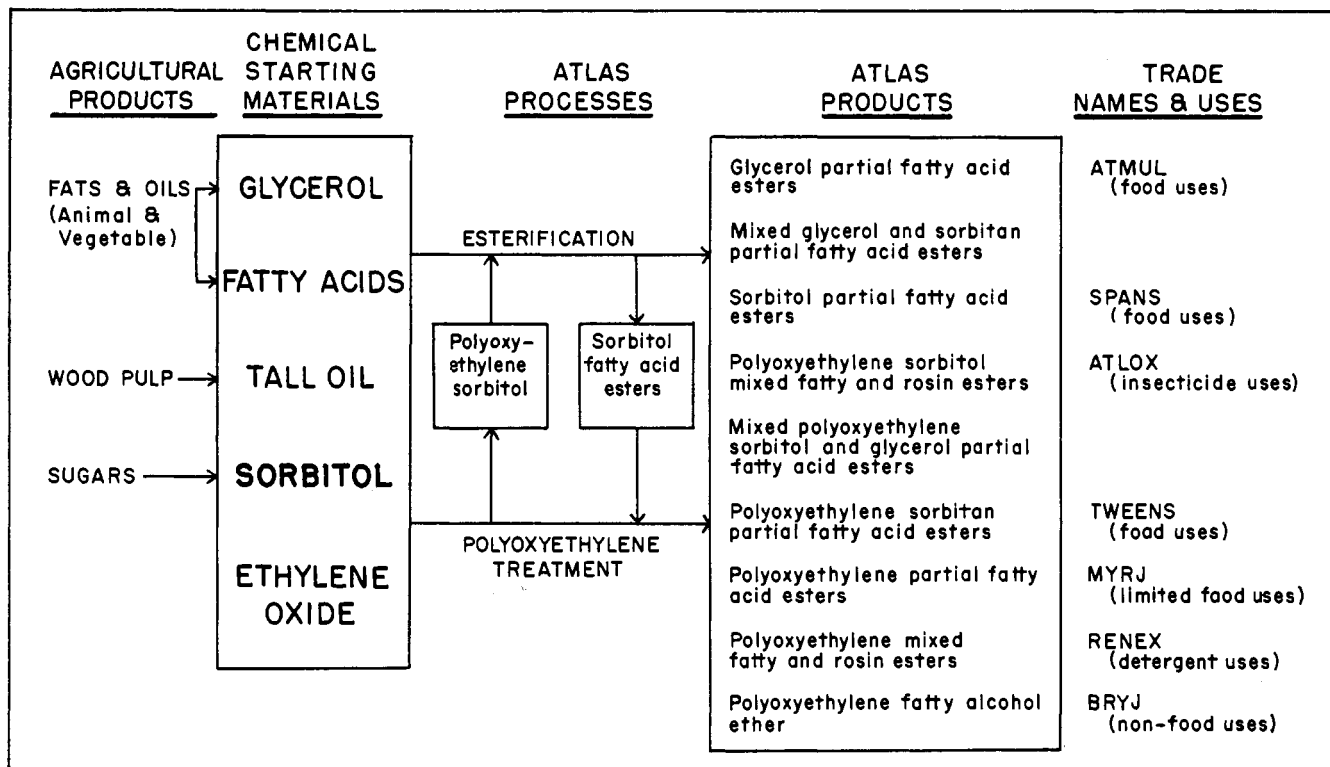 AGRICULTURAL
PRODUCTS
CHEMICAL
STARTING
MATERIALS
ATLAS
PROCESSES
ATLAS
PRODUCTS
TRADE
NAMES & USES
FATS & OILS
(Animal &
Vegetable)
WOOD PULP
SUGARS
GLYCEROL
FATTY ACIDS
TALL OIL
SORBITOL
ETHYLENE
OXIDE
ESTERIFICATION
Polyoxy-
ethylene
sorbitol
Sorbitol
fatty acid
esters
POLYOXYETHYLENE
TREATMENT
Glycerol partial fatty acid
esters
Mixed glycerol and sorbitan
partial fatty acid esters
Sorbitol partial fatty acid
esters
Polyoxyethylene sorbitol
mixed fatty and rosin esters
Mixed polyoxyethylene
sorbitol and glycerol partial
fatty acid esters
Polyoxyethylene sorbitan
partial fatty acid esters
Polyoxyethylene partial fatty
acid esters
Polyoxyethylene mixed
fatty and rosin esters
Polyoxyethylene fatty alcohol
ether
ATMUL
(food uses)
SPANS
(food uses)
ATLOX
(insecticide uses)
TWEENS
(food uses)
MYRJ
(limited food uses)
RENEX
(detergent uses)
BRYJ
(non-food uses)